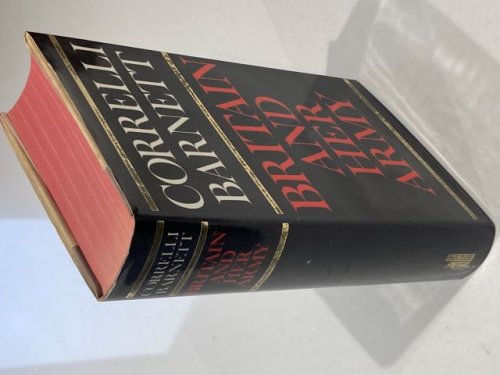 CORRELLI
BARNETT
BRITAIN
AND
HER
ARMY
CORRELLI
BARNETT
BRITAIN
AND
HER
ARMY